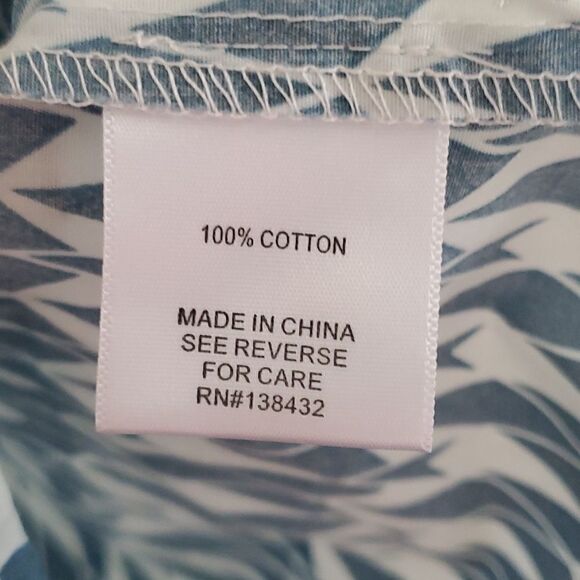 100% COTTON
MADE IN CHINA
SEE REVERSE
FOR CARE
RN#138432